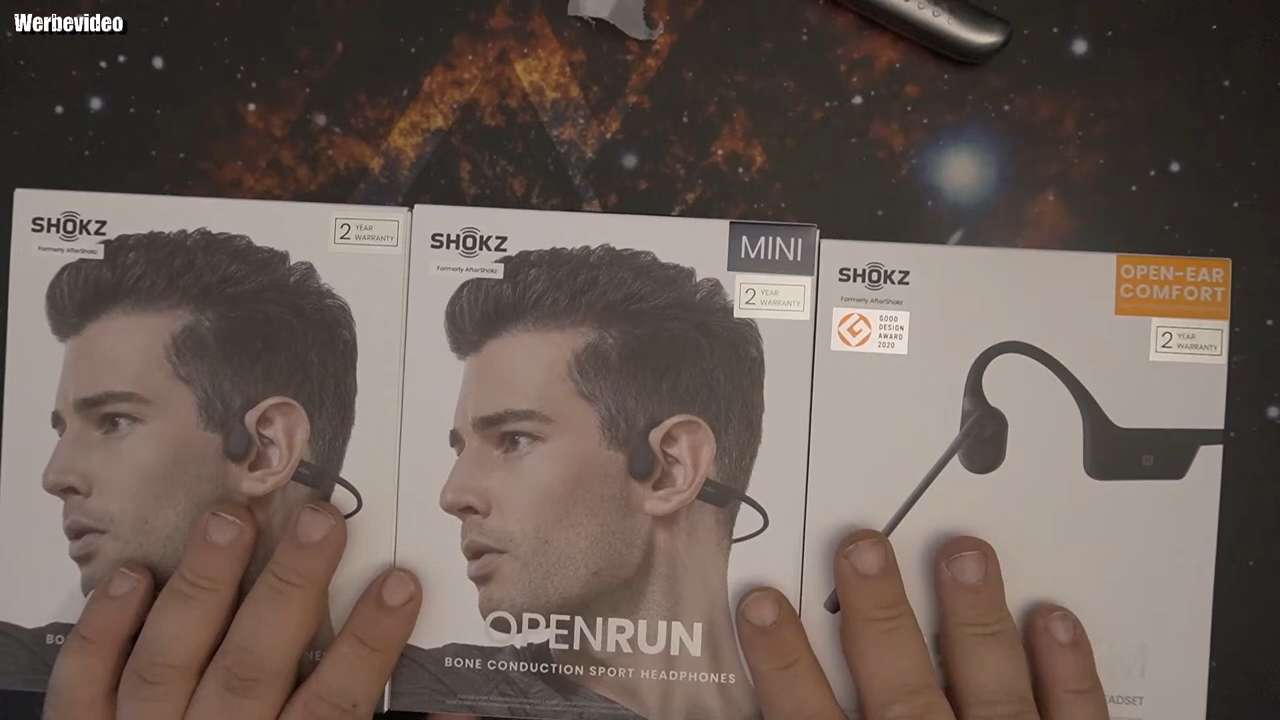 Werbevideo
SHOKZ
Formerly AfterShokz
2 YEAR
WARRANTY
SHOKZ
Formerly AfterShokz
MINI
2 YEAR
WARRANTY
OPENRUN
BONE CONDUCTION SPORT HEADPHONES
SHOKZ
Formerly AfterShokz
GOOD
DESIGN
AWARD
2020
OPEN-EAR
COMFORT
2 YEAR
WARRANTY